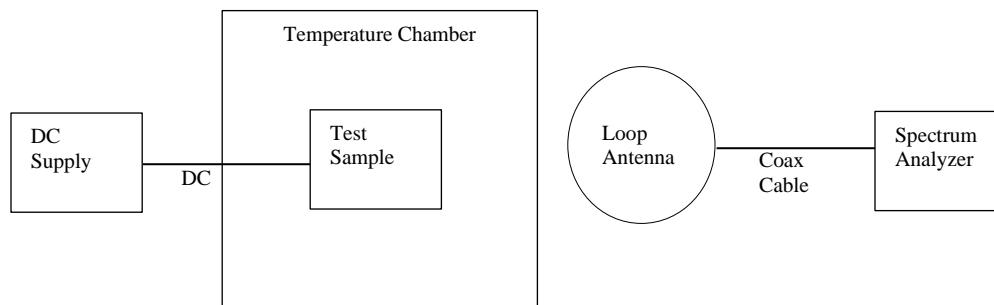 Temperature Chamber
DC
Supply
DC
Test
Sample
Loop
Antenna
Coax
Cable
Spectrum
Analyzer